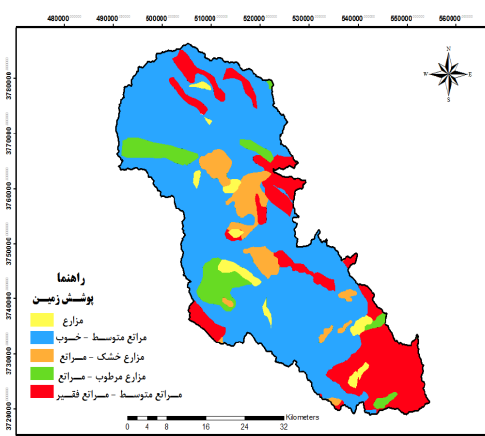 480000 490000 500000 510000 520000 530000 540000 550000 560000
N
W E
S
3780000
3770000
3760000
3750000
3740000
3730000
3720000
راهنما
پوشش زمین
مزارع
مراتع متوسط - خسوب
مزارع خشک - مراتع
مزارع مرطوب - مراتع
مراتع متوسط - مراتع فقیر
Kilometers
0 4 8 16 24 32